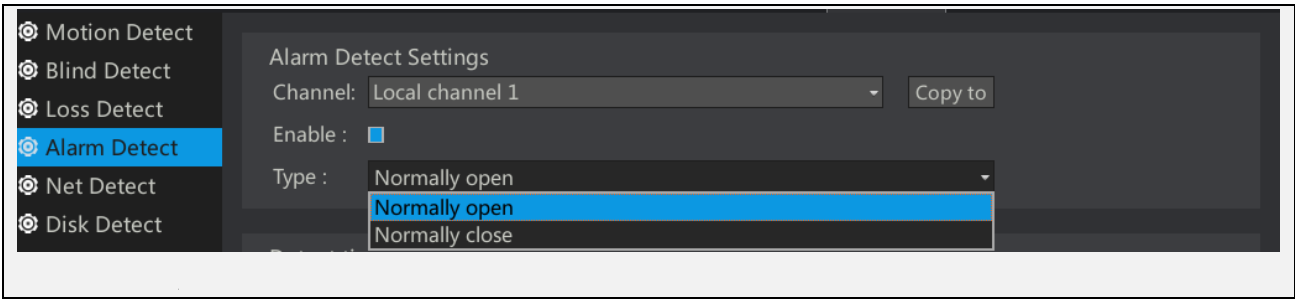 Motion Detect
Blind Detect
Loss Detect
Alarm Detect
Net Detect
Disk Detect
Alarm Detect Settings
Channel: Local channel 1 Copy to
Enable :
Type : Normally open
Normally open
Normally close